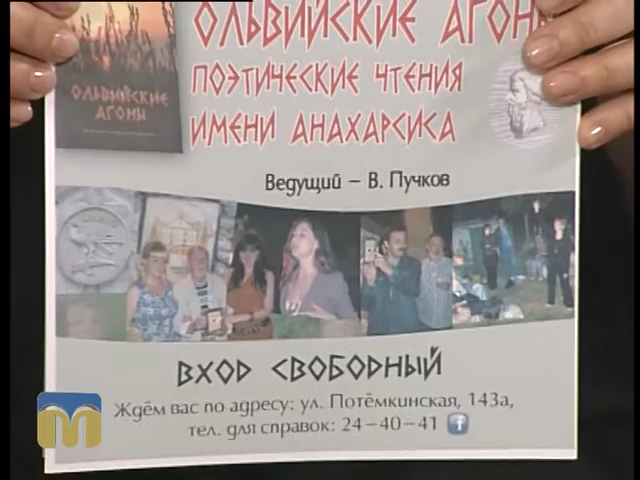 ОЛЬВИЙСКИЕ АГОНЫ
ПОЭТИЧЕСКИЕ ЧТЕНИЯ
ИМЕНИ АНАХАРСИСА
ОЛЬВИЙСКИЕ
АГОНЫ
Ведущий – В. Пучков
ВХОД СВОБОДНЫЙ
Ждём вас по адресу: ул. Потёмкинская, 143а,
тел. для справок: 24–40–41 f
M